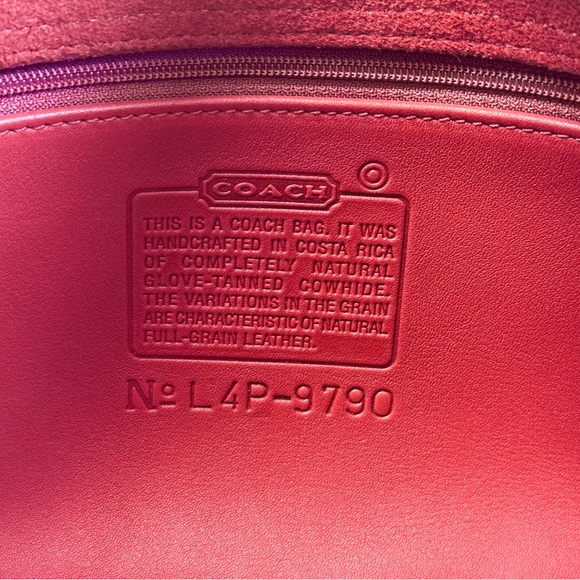 COACH ©
THIS IS A COACH BAG. IT WAS
HANDCRAFTED IN COSTA RICA
OF COMPLETELY NATURAL
GLOVE-TANNED COWHIDE.
THE VARIATIONS IN THE GRAIN
ARE CHARACTERISTIC OF NATURAL
FULL-GRAIN LEATHER.
No L4P-9790